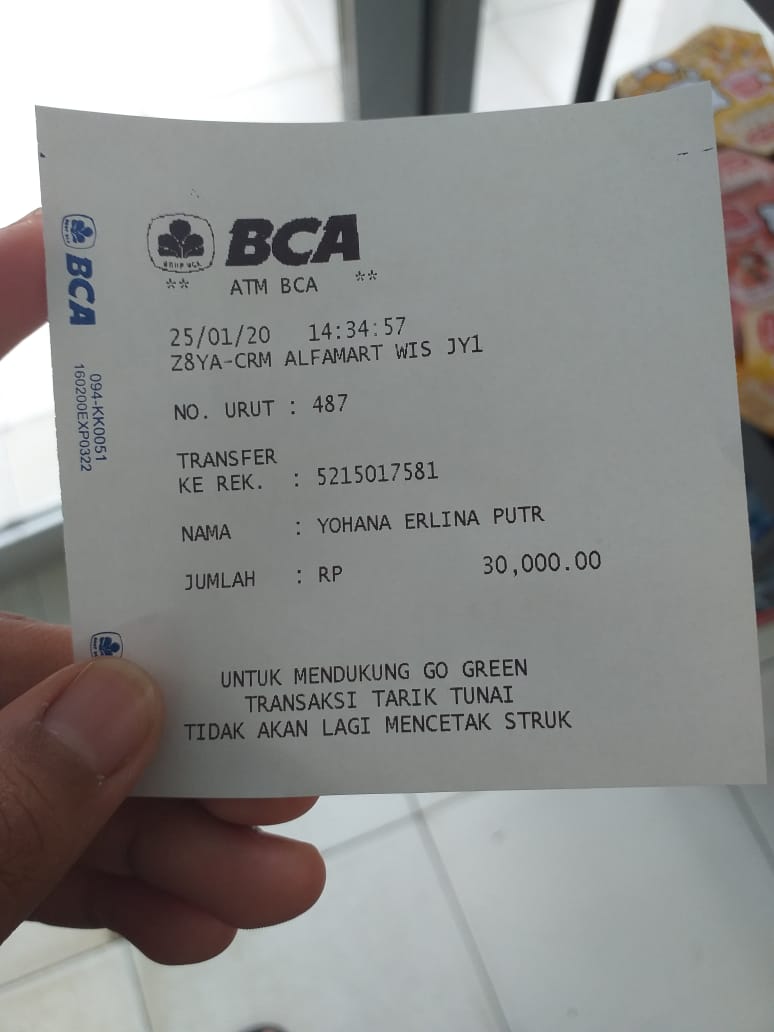 BCA
** ATM BCA **
25/01/20 14:34:57
Z8YA-CRM ALFAMART WIS JY1
NO. URUT : 487
TRANSFER
KE REK. : 5215017581
NAMA : YOHANA ERLINA PUTR
JUMLAH : RP 30,000.00
UNTUK MENDUKUNG GO GREEN
TRANSAKSI TARIK TUNAI
TIDAK AKAN LAGI MENCETAK STRUK
BCA
094-KK0051
160200EXP0322